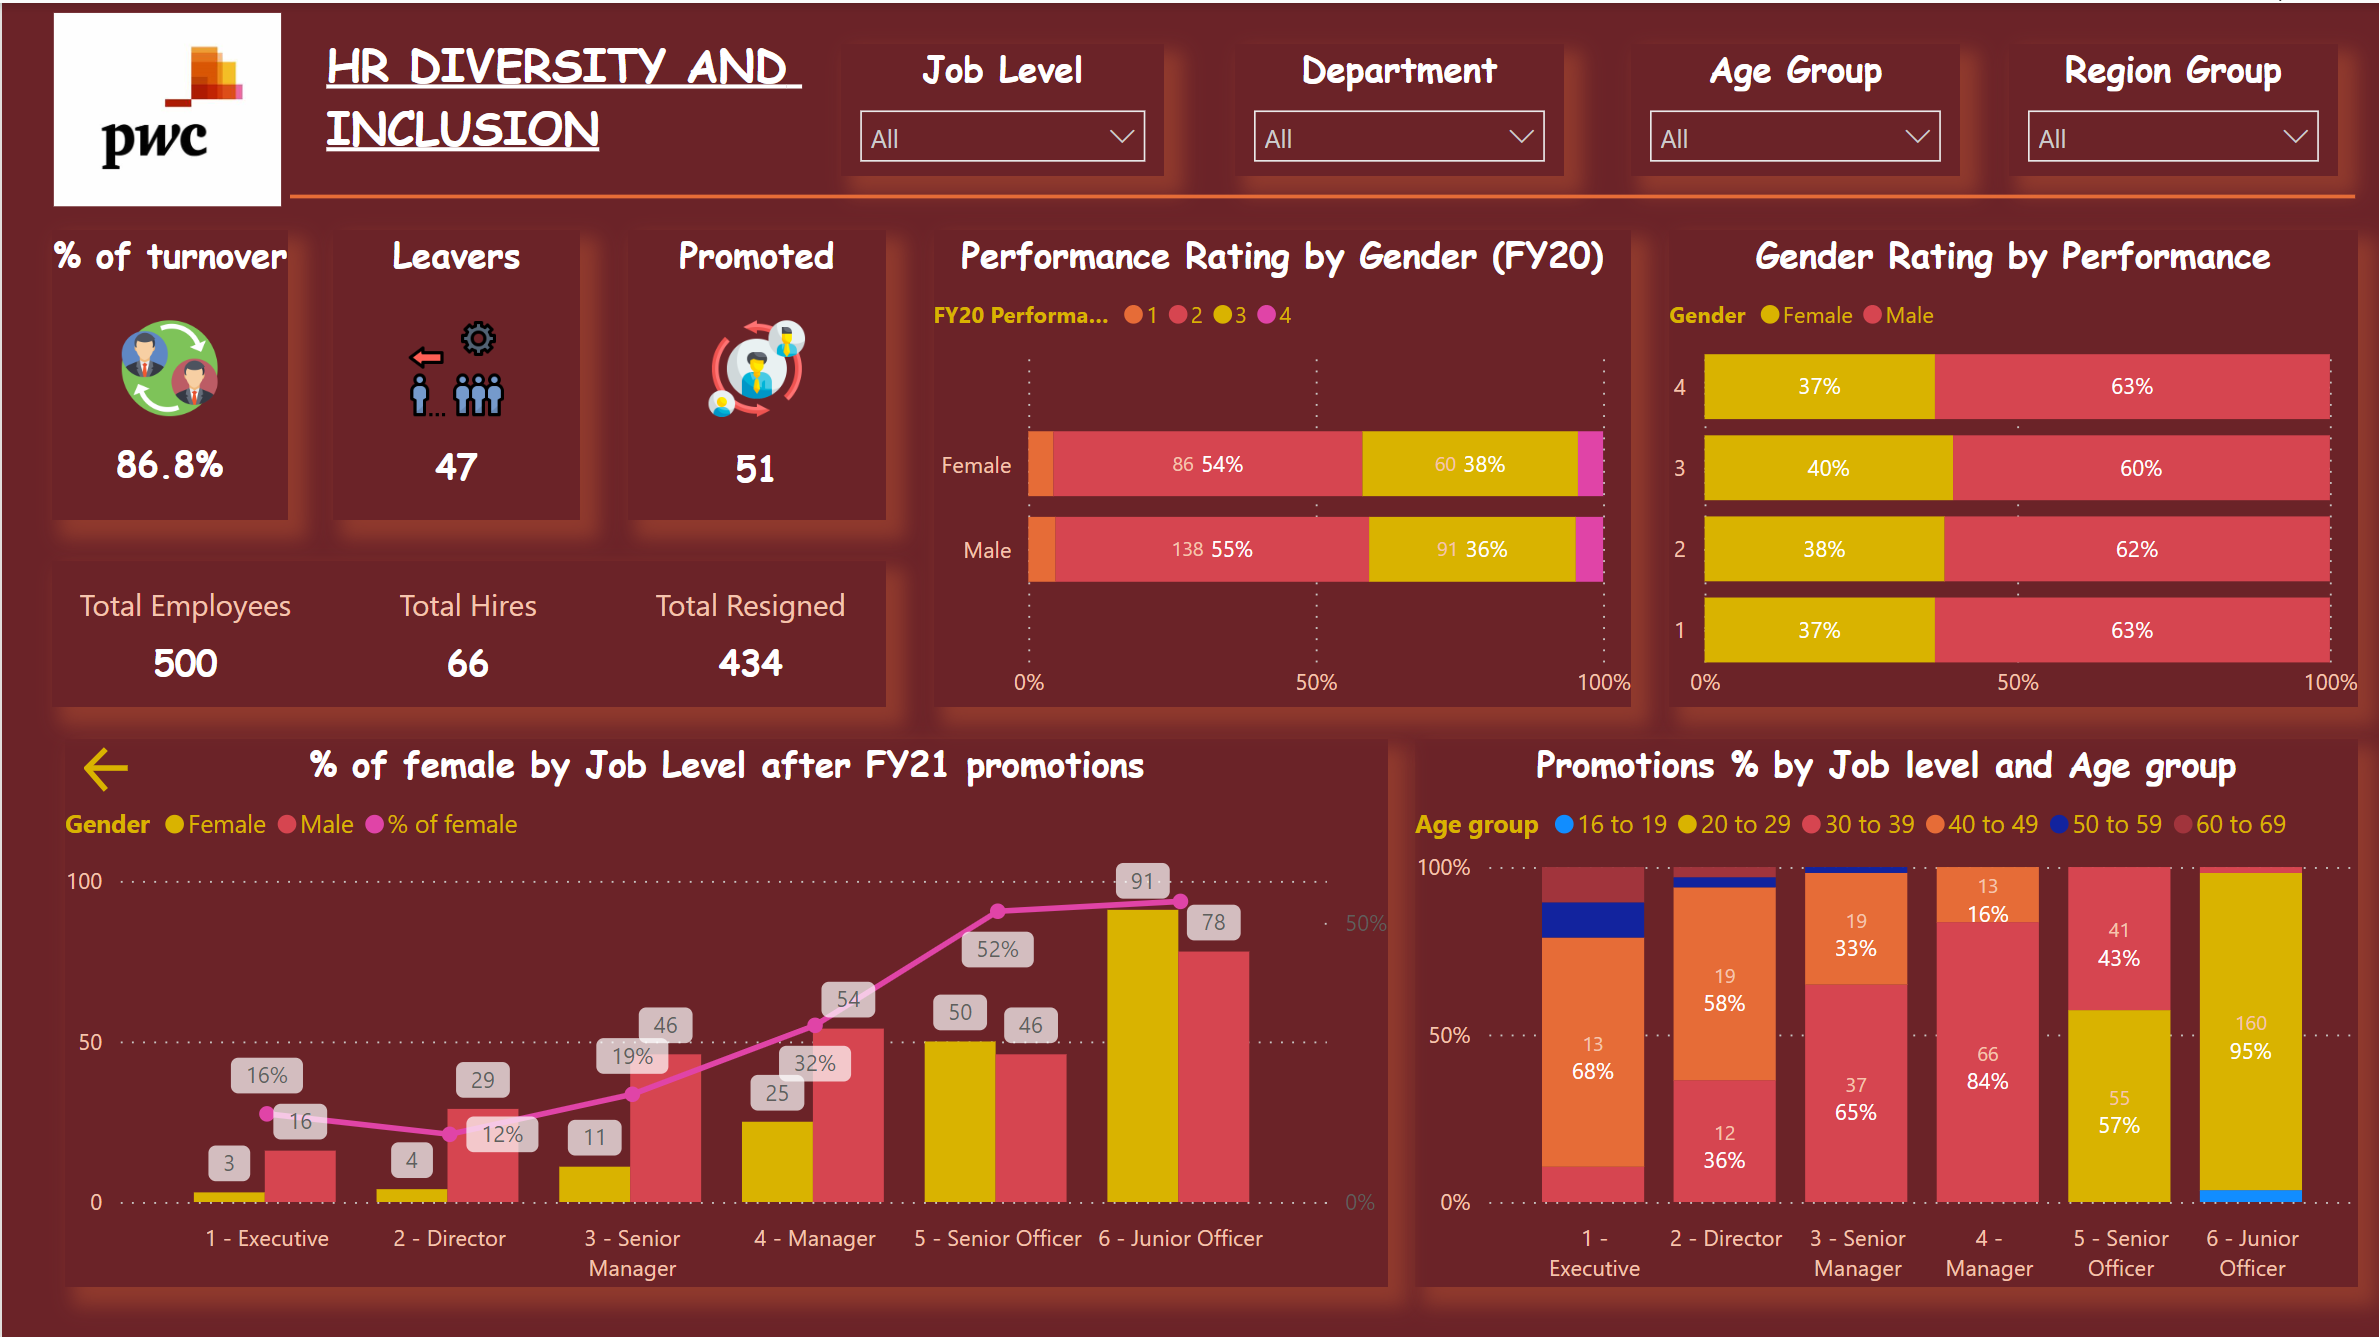 pwc
HR DIVERSITY AND
INCLUSION
Job Level
All
Department
All
Age Group
All
Region Group
All
% of turnover
86.8%
Leavers
47
Promoted
51
Total Employees
500
Total Hires
66
Total Resigned
434
Performance Rating by Gender (FY20)
FY20 Performa... 1 2 3 4
Female 86 54% 60 38%
Male 138 55% 91 36%
0% 50% 100%
Gender Rating by Performance
Gender Female Male
4 37% 63%
3 40% 60%
2 38% 62%
1 37% 63%
0% 50% 100%
% of female by Job Level after FY21 promotions
Gender Female Male % of female
100
50
0
50%
0%
16%
3
16
4
29
12%
11
19%
46
25
32%
54
50
52%
46
91
78
1 - Executive
2 - Director
3 - Senior
Manager
4 - Manager
5 - Senior Officer
6 - Junior Officer
Promotions % by Job level and Age group
Age group 16 to 19 20 to 29 30 to 39 40 to 49 50 to 59 60 to 69
100%
50%
0%
13
68%
19
58%
12
36%
19
33%
37
65%
13
16%
66
84%
41
43%
55
57%
160
95%
1 -
Executive
2 - Director
3 - Senior
Manager
4 -
Manager
5 - Senior
Officer
6 - Junior
Officer